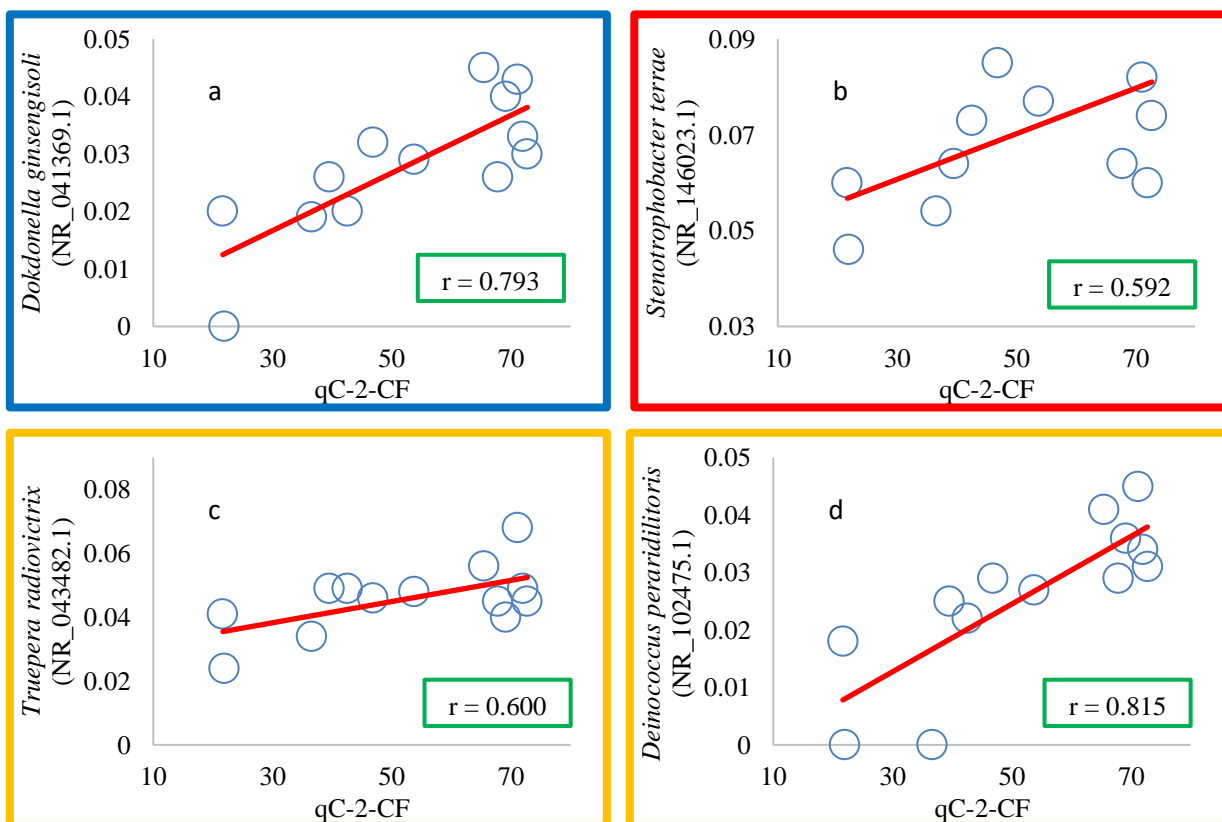 a
Dokdonella ginsengisoli
(NR_041369.1)
0.05
0.04
0.03
0.02
0.01
0
10 30 50 70
qC-2-CF
r = 0.793
b
Stenotrophobacter terrae
(NR_146023.1)
0.09
0.07
0.05
0.03
10 30 50 70
qC-2-CF
r = 0.592
c
Truepera radiovictrix
(NR_043482.1)
0.08
0.06
0.04
0.02
0
10 30 50 70
qC-2-CF
r = 0.600
d
Deinococcus peraridilitoris
(NR_102475.1)
0.05
0.04
0.03
0.02
0.01
0
10 30 50 70
qC-2-CF
r = 0.815